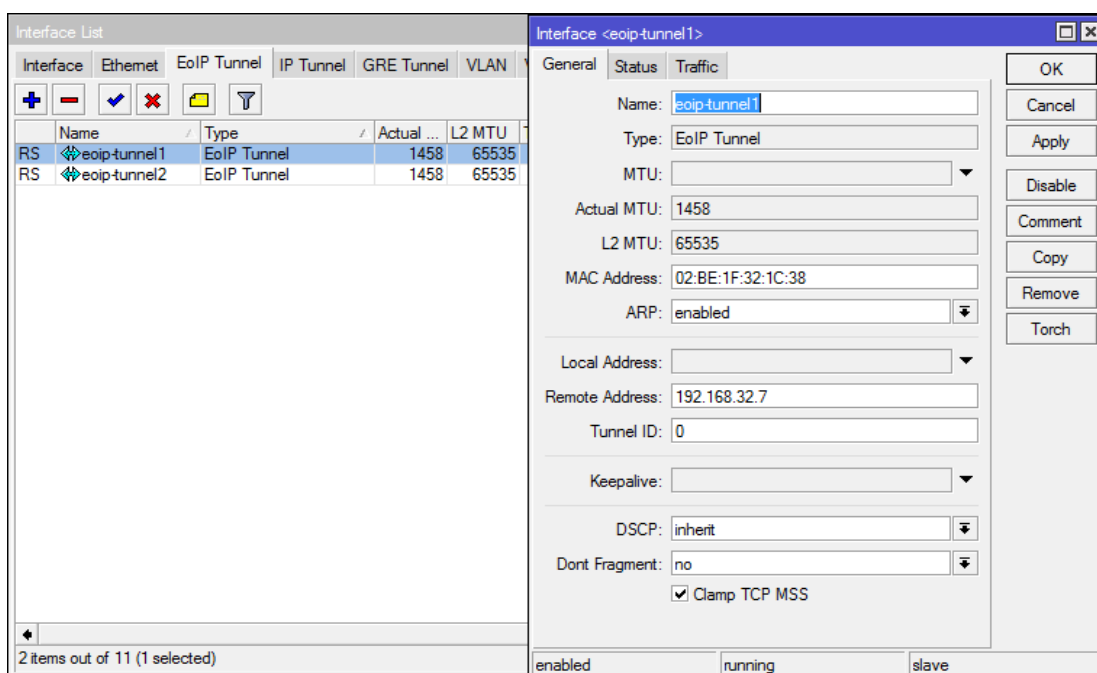 Interface List
Interface Ethernet EoIP Tunnel IP Tunnel GRE Tunnel VLAN
Name Type Actual ... L2 MTU
RS eoip-tunnel1 EoIP Tunnel 1458 65535
RS eoip-tunnel2 EoIP Tunnel 1458 65535
2 items out of 11 (1 selected)
Interface <eoip-tunnel1>
General Status Traffic
Name: eoip-tunnel1
Type: EoIP Tunnel
MTU:
Actual MTU: 1458
L2 MTU: 65535
MAC Address: 02:BE:1F:32:1C:38
ARP: enabled
Local Address:
Remote Address: 192.168.32.7
Tunnel ID: 0
Keepalive:
DSCP: inherit
Dont Fragment: no
Clamp TCP MSS
OK
Cancel
Apply
Disable
Comment
Copy
Remove
Torch
enabled running slave